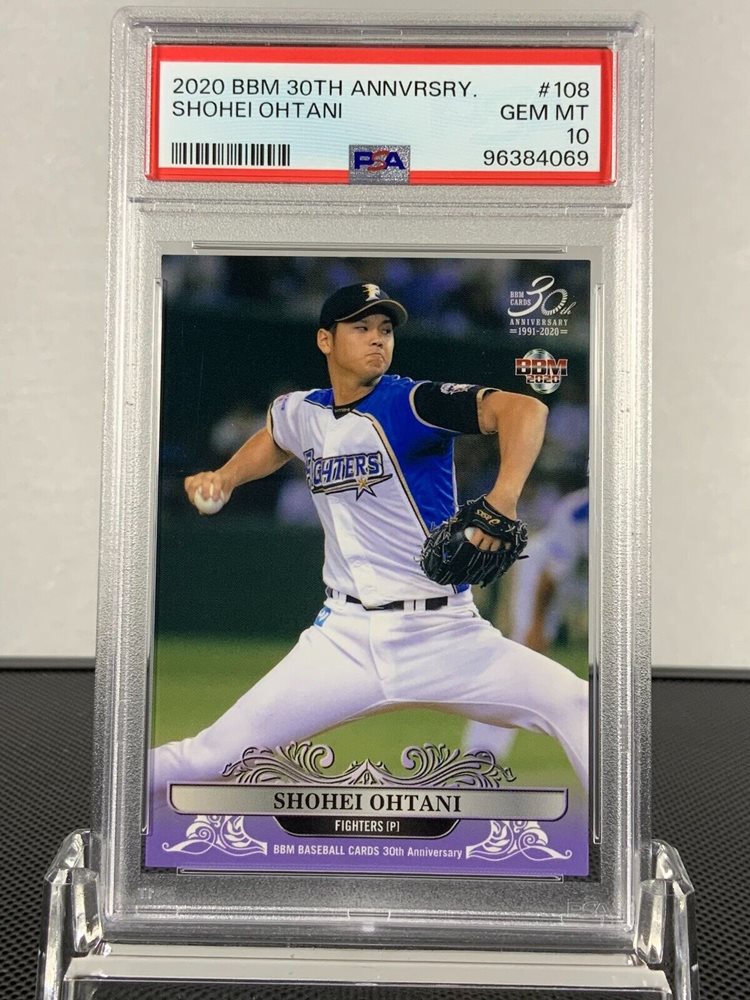 2020 BBM 30TH ANNVRSRY. #108
SHOHEI OHTANI GEM MT
10
PSA 96384069
BBM CARDS 30th
ANNIVERSARY
1991-2020
BBM
2020
FIGHTERS
SHOHEI OHTANI
FIGHTERS [P]
BBM BASEBALL CARDS 30th Anniversary